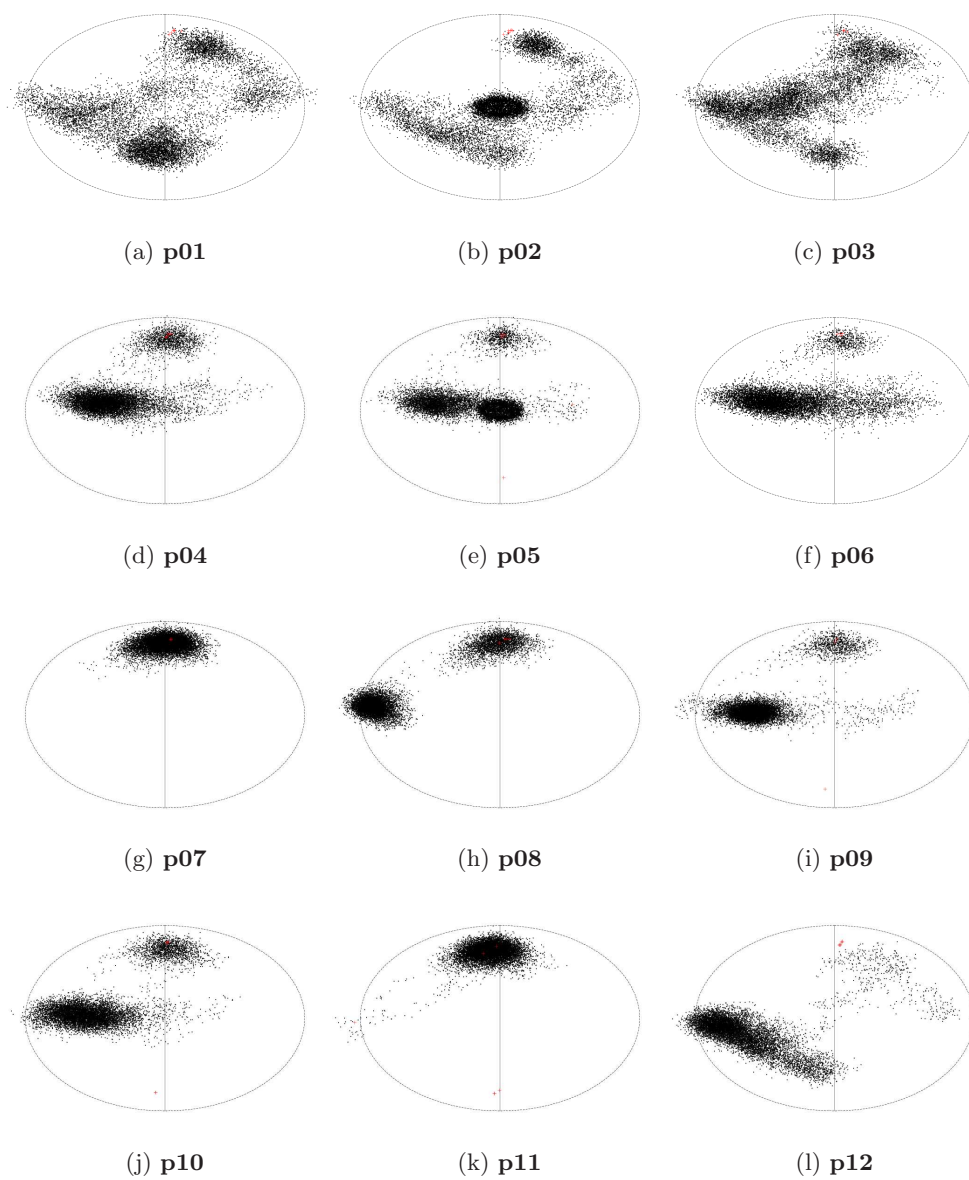 (a) p01 (b) p02 (c) p03
(d) p04 (e) p05 (f) p06
(g) p07 (h) p08 (i) p09
(j) p10 (k) p11 (l) p12